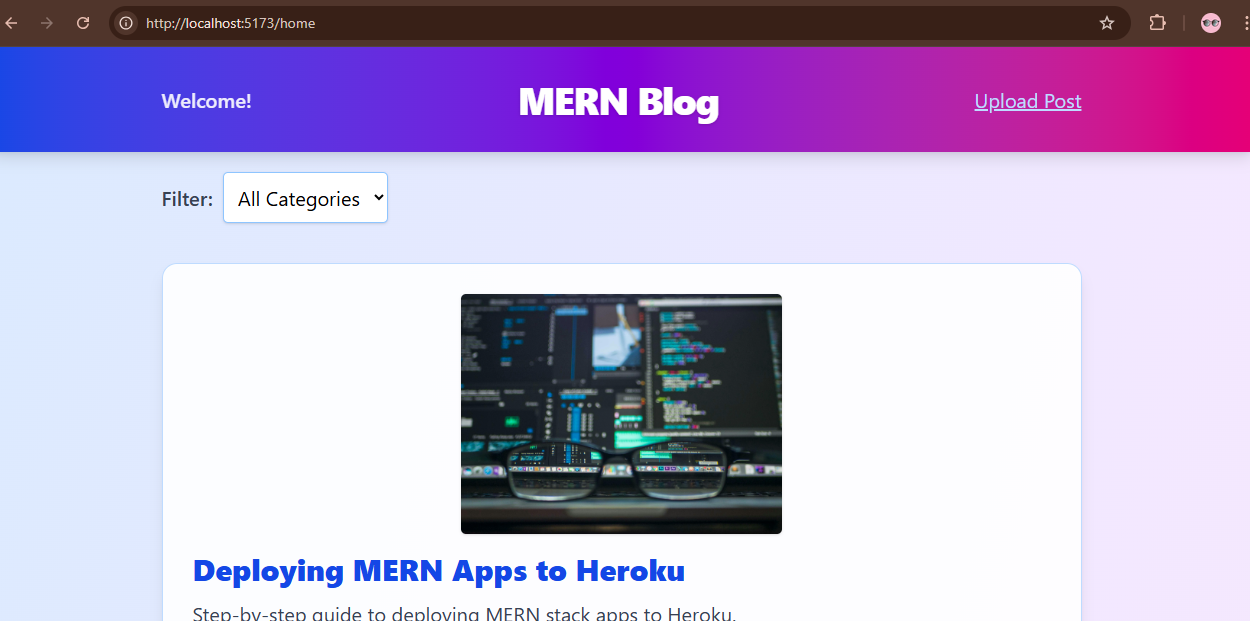 http://localhost:5173/home
Welcome!
MERN Blog
Upload Post
Filter: All Categories
Deploying MERN Apps to Heroku
Step-by-step guide to deploying MERN stack apps to Heroku.